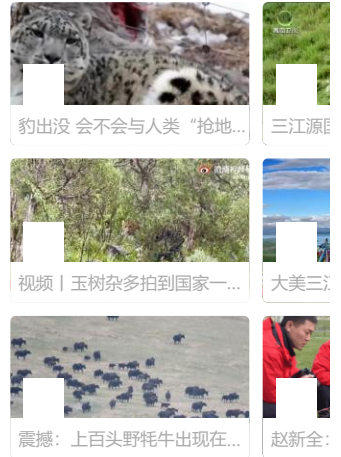 豹出没 会不会与人类“抢地...
三江源国
视频丨玉树杂多拍到国家一...
大美三江
震撼：上百头野牦牛出现在...
赵新全：